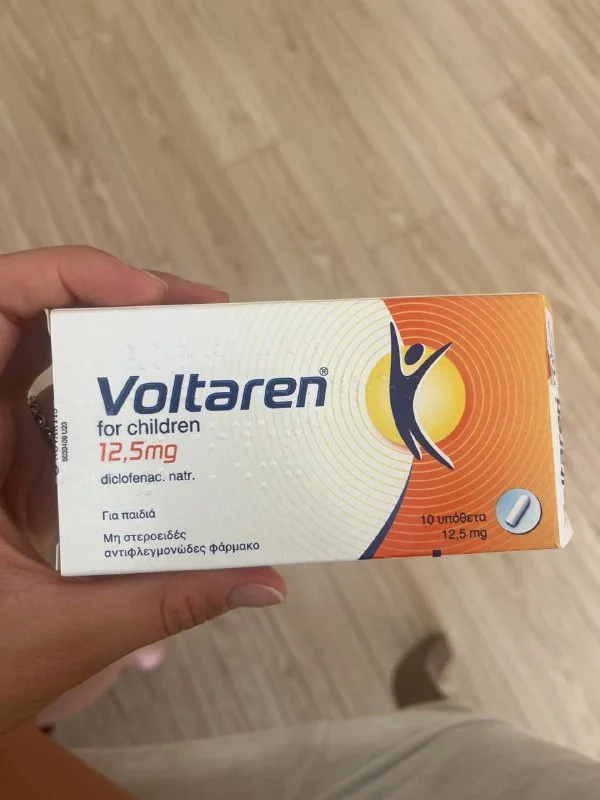 Voltaren®
for children
12,5mg
diclofenac. natr.
Για παιδιά
Μη στεροειδές
αντιφλεγμονώδες φάρμακο
10 υπόθετα
12,5 mg